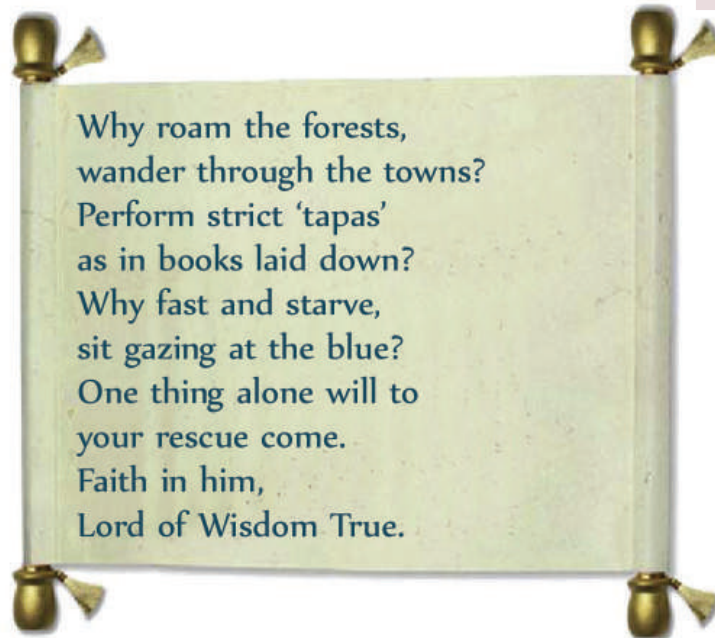 Why roam the forests,
wander through the towns?
Perform strict ‘tapas’
as in books laid down?
Why fast and starve,
sit gazing at the blue?
One thing alone will to
your rescue come.
Faith in him,
Lord of Wisdom True.